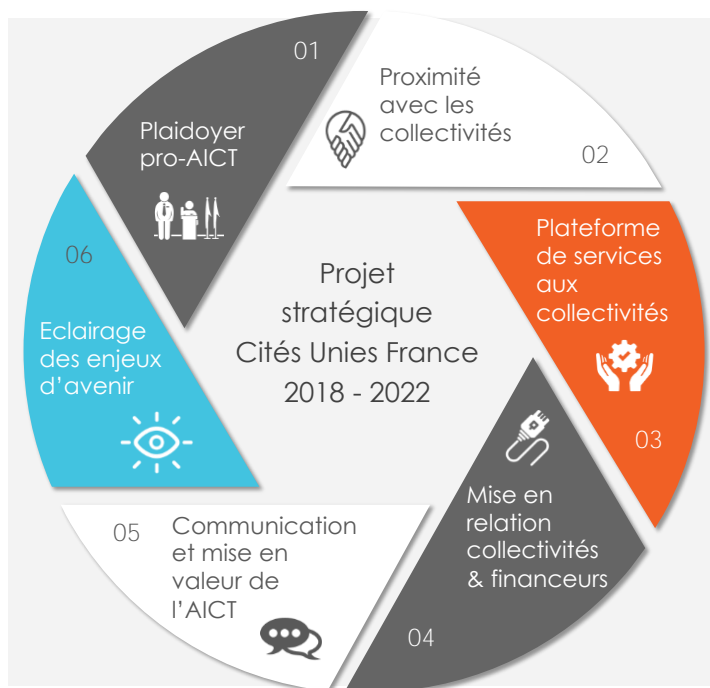 01
Plaidoyer
pro-AICT
Proximité
avec les
collectivités
02
Plateforme
de services
aux
collectivités
03
Mise en
relation
collectivités
& financeurs
04
05
Communication
et mise en
valeur de
l’AICT
06
Eclairage
des enjeux
d’avenir
Projet
stratégique
Cités Unies France
2018 - 2022